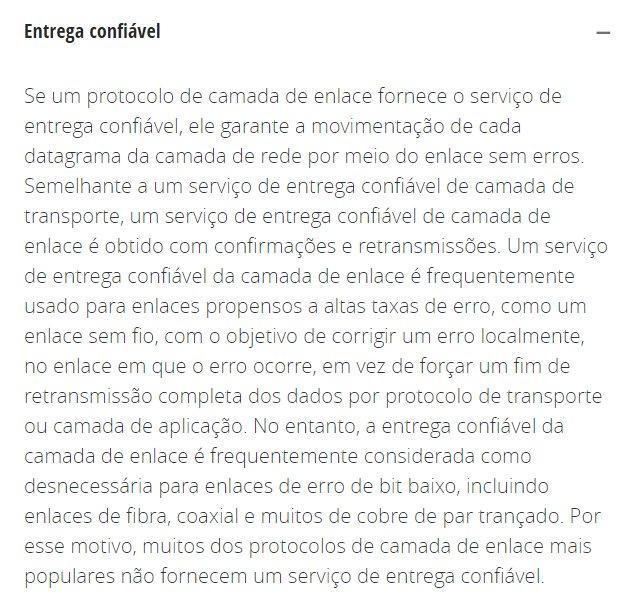 Entrega confiável
Se um protocolo de camada de enlace fornece o serviço de
entrega confiável, ele garante a movimentação de cada
datagrama da camada de rede por meio do enlace sem erros.
Semelhante a um serviço de entrega confiável de camada de
transporte, um serviço de entrega confiável de camada de
enlace é obtido com confirmações e retransmissões. Um serviço
de entrega confiável da camada de enlace é frequentemente
usado para enlaces propensos a altas taxas de erro, como um
enlace sem fio, com o objetivo de corrigir um erro localmente,
no enlace em que o erro ocorre, em vez de forçar um fim de
retransmissão completa dos dados por protocolo de transporte
ou camada de aplicação. No entanto, a entrega confiável da
camada de enlace é frequentemente considerada como
desnecessária para enlaces de erro de bit baixo, incluindo
enlaces de fibra, coaxial e muitos de cobre de par trançado. Por
esse motivo, muitos dos protocolos de camada de enlace mais
populares não fornecem um serviço de entrega confiável.